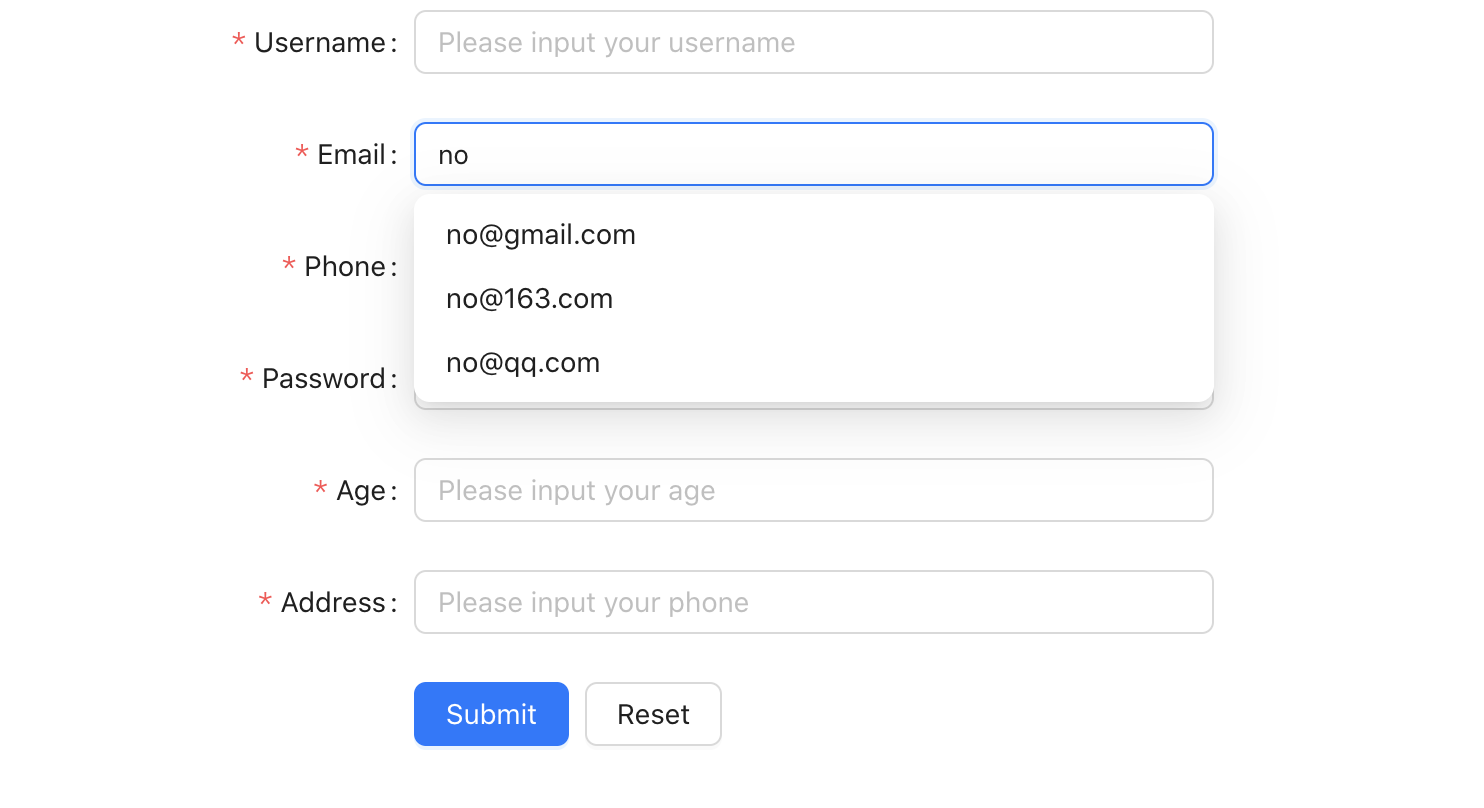 * Username: Please input your username
* Email: no
no@gmail.com
* Phone:
no@163.com
no@qq.com
* Password:
* Age: Please input your age
* Address: Please input your phone
Submit Reset